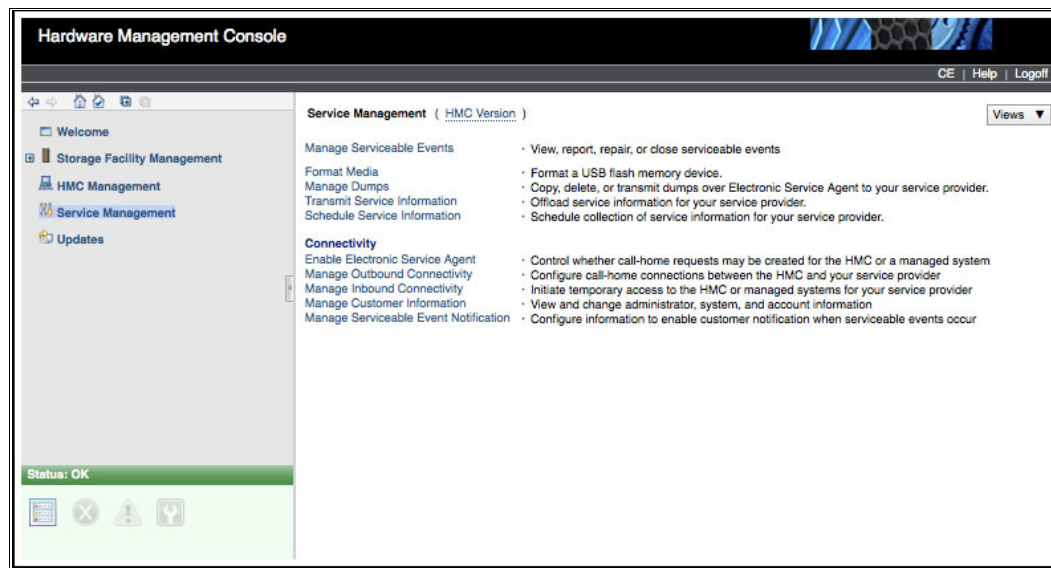 Hardware Management Console
CE | Help | Logoff
Welcome
Storage Facility Management
HMC Management
Service Management
Updates
Status: OK
Service Management ( HMC Version )
Views ▼
Manage Serviceable Events · View, report, repair, or close serviceable events
Format Media · Format a USB flash memory device.
Manage Dumps · Copy, delete, or transmit dumps over Electronic Service Agent to your service provider.
Transmit Service Information · Offload service information for your service provider.
Schedule Service Information · Schedule collection of service information for your service provider.
Connectivity
Enable Electronic Service Agent · Control whether call-home requests may be created for the HMC or a managed system
Manage Outbound Connectivity · Configure call-home connections between the HMC and your service provider
Manage Inbound Connectivity · Initiate temporary access to the HMC or managed systems for your service provider
Manage Customer Information · View and change administrator, system, and account information
Manage Serviceable Event Notification · Configure information to enable customer notification when serviceable events occur